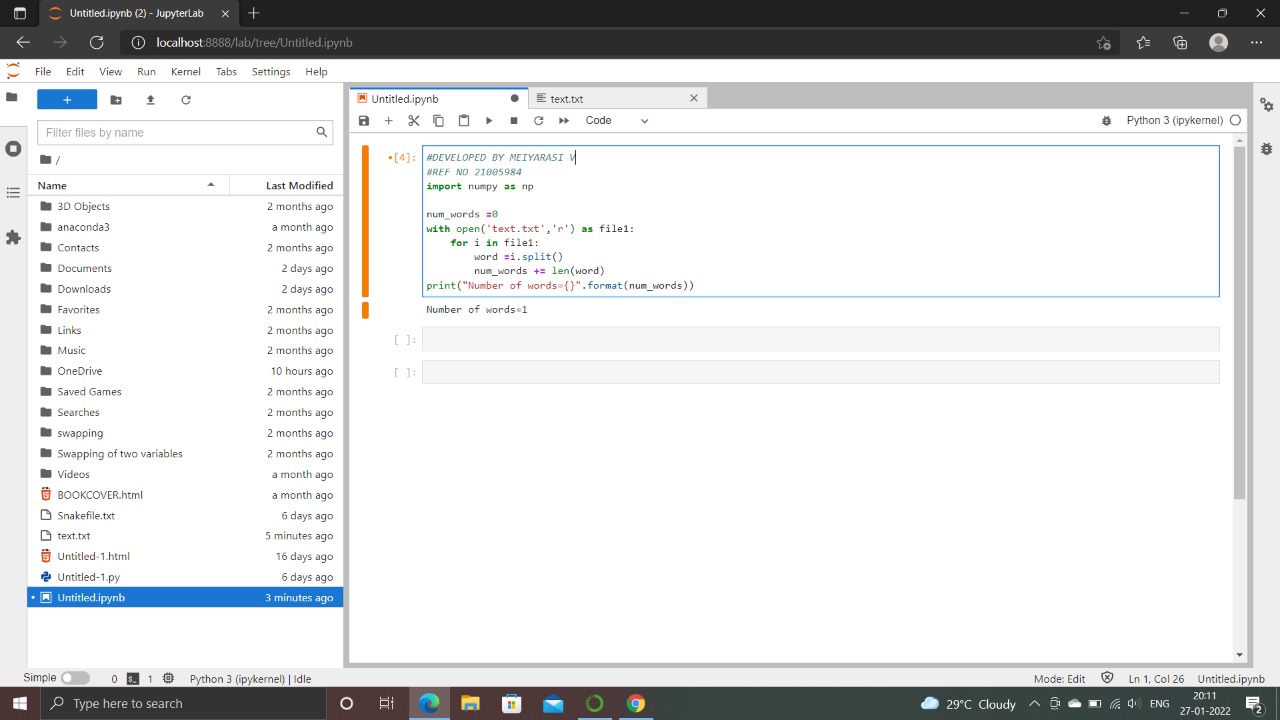 Untitled.ipynb (2) - JupyterLab
localhost:8888/lab/tree/Untitled.ipynb
File Edit View Run Kernel Tabs Settings Help
Filter files by name
/
Name Last Modified
3D Objects 2 months ago
anaconda3 a month ago
Contacts 2 months ago
Documents 2 days ago
Downloads 2 days ago
Favorites 2 months ago
Links 2 months ago
Music 2 months ago
OneDrive 10 hours ago
Saved Games 2 months ago
Searches 2 months ago
swapping 2 months ago
Swapping of two variables 2 months ago
Videos a month ago
BOOKCOVER.html a month ago
Snakefile.txt 6 days ago
text.txt 5 minutes ago
Untitled-1.html 16 days ago
Untitled-1.py 6 days ago
Untitled.ipynb 3 minutes ago
Untitled.ipynb text.txt
Code Python 3 (ipykernel)
[4]: #DEVELOPED BY MEIYARASI V
#REF NO 21005984
import numpy as np
num_words =0
with open('text.txt','r') as file1:
for i in file1:
word =i.split()
num_words += len(word)
print("Number of words={}".format(num_words))
Number of words=1
[ ]:
[ ]:
Simple 0 1 Python 3 (ipykernel) | Idle Mode: Edit Ln 1, Col 26 Untitled.ipynb
Type here to search 29°C Cloudy ENG 20:11
27-01-2022 2